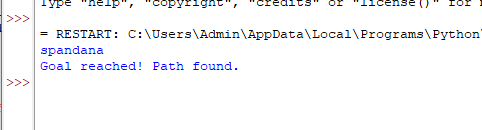 Type "help", "copyright", "credits" or "license()" for
>>>
= RESTART: C:\Users\Admin\AppData\Local\Programs\Python\
spandana
Goal reached! Path found.
>>>